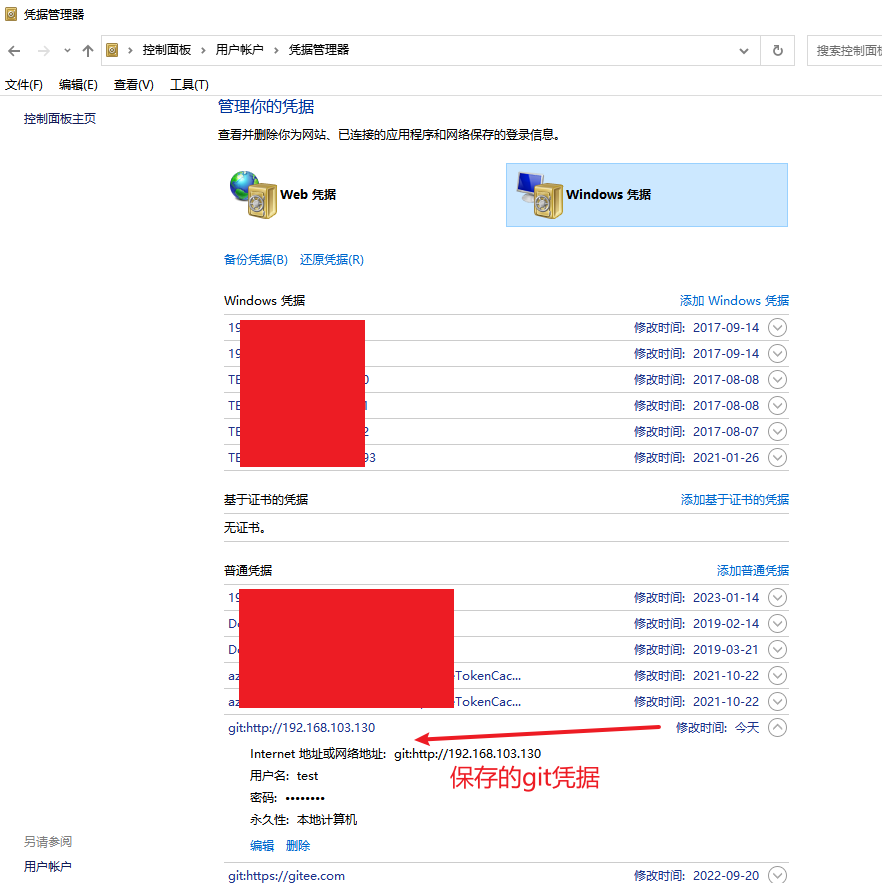 凭据管理器
控制面板 用户帐户 凭据管理器 搜索控制面板
文件(F) 编辑(E) 查看(V) 工具(T)
控制面板主页
管理你的凭据
查看并删除你为网站、已连接的应用程序和网络保存的登录信息。
Web 凭据
Windows 凭据
备份凭据(B) 还原凭据(R)
Windows 凭据 添加 Windows 凭据
19 修改时间: 2017-09-14
19 修改时间: 2017-09-14
TE 0 修改时间: 2017-08-08
TE 1 修改时间: 2017-08-08
TE 2 修改时间: 2017-08-07
TE 93 修改时间: 2021-01-26
基于证书的凭据 添加基于证书的凭据
无证书。
普通凭据 添加普通凭据
19 修改时间: 2023-01-14
De 修改时间: 2019-02-14
De 修改时间: 2019-03-21
az TokenCac... 修改时间: 2021-10-22
az TokenCac... 修改时间: 2021-10-22
git:http://192.168.103.130 修改时间: 今天
Internet 地址或网络地址: git:http://192.168.103.130
用户名: test
保存的git凭据
密码: ••••••••
永久性: 本地计算机
编辑 删除
另请参阅
用户帐户
git:https://gitee.com 修改时间: 2022-09-20